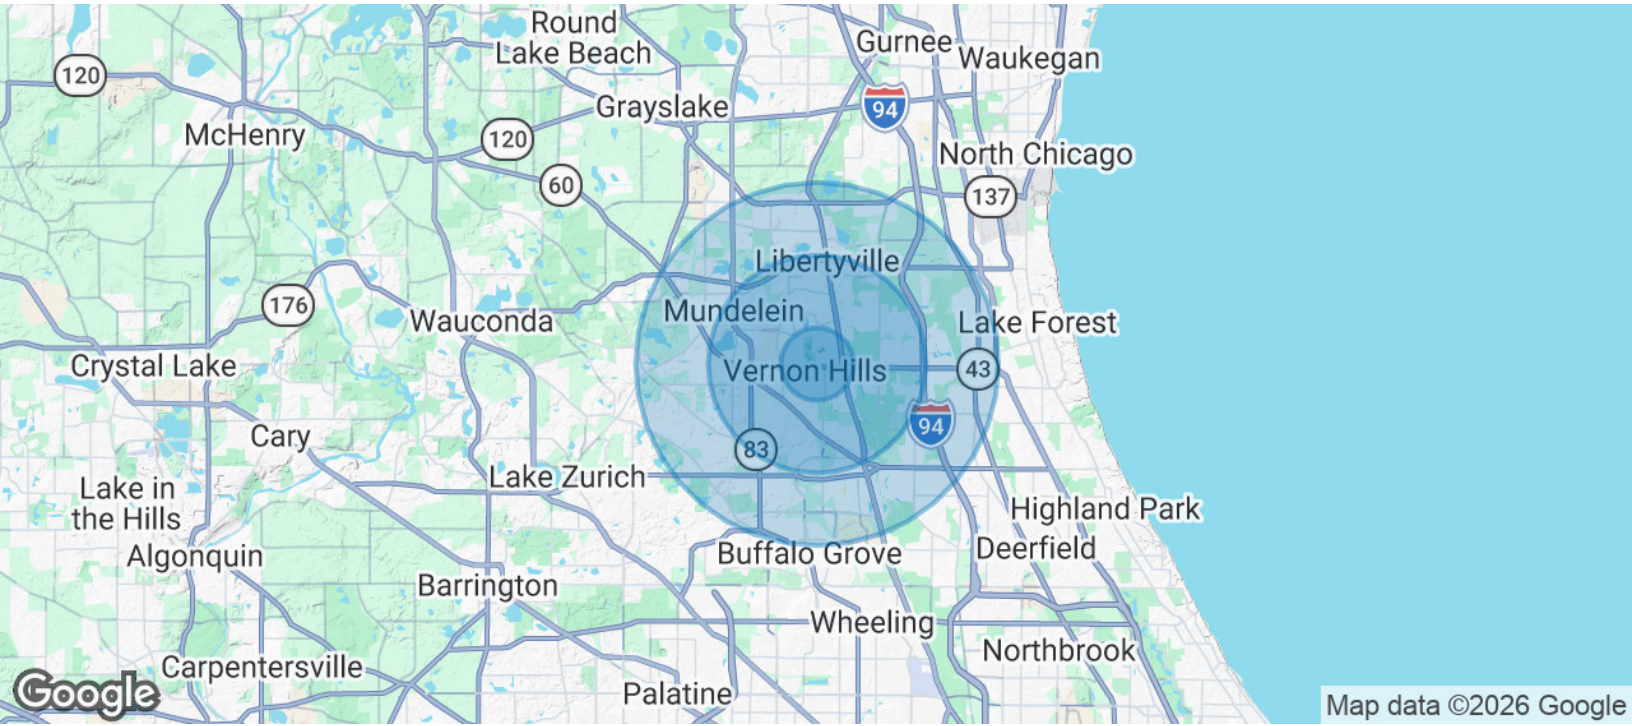 Round
Lake Beach
Gurnee
Waukegan
120
94
Grayslake
McHenry
120
North Chicago
60
137
Libertyville
176
Mundelein
Wauconda
Lake Forest
Crystal Lake
Vernon Hills
43
94
Cary
83
Lake Zurich
Lake in
the Hills
Highland Park
Algonquin
Buffalo Grove
Deerfield
Barrington
Wheeling
Northbrook
Carpentersville
Palatine
Google
Map data ©2026 Google